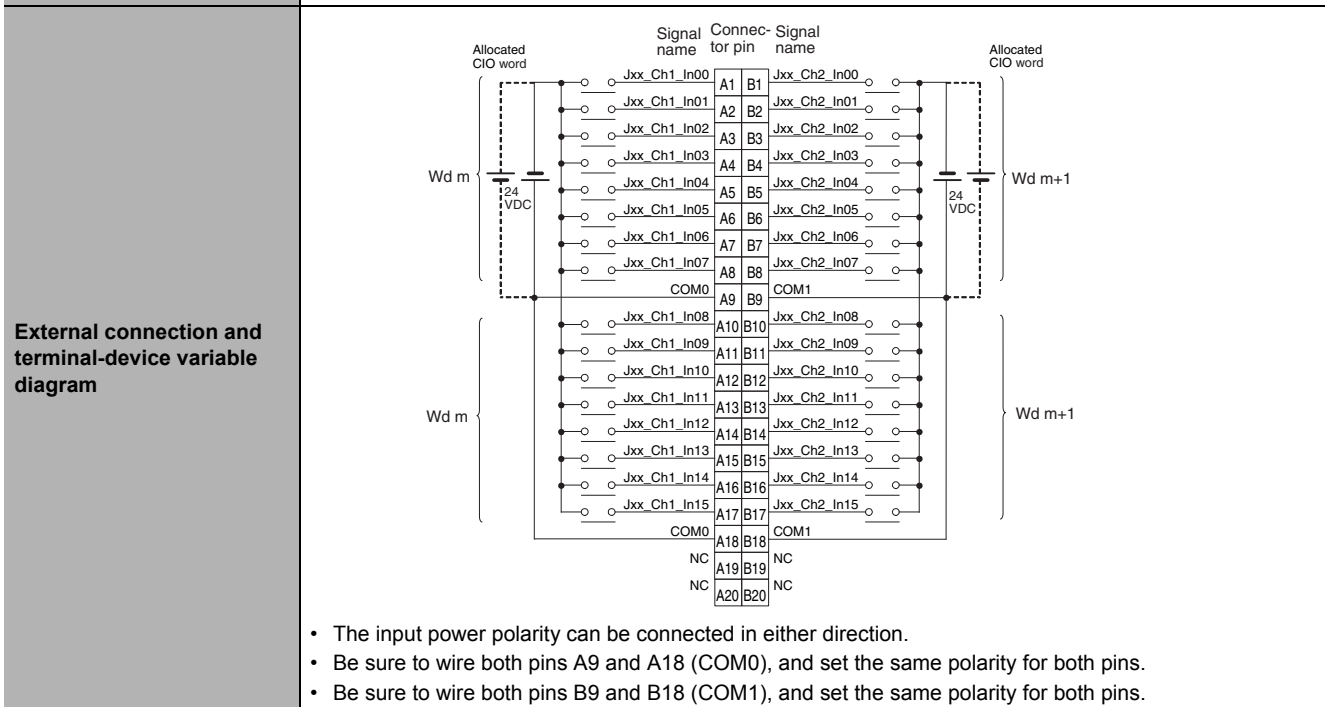 External connection and
terminal-device variable
diagram
Signal name
Connec-tor pin
Signal name
Allocated
CIO word
Allocated
CIO word
Jxx_Ch1_In00 A1 B1 Jxx_Ch2_In00
Jxx_Ch1_In01 A2 B2 Jxx_Ch2_In01
Jxx_Ch1_In02 A3 B3 Jxx_Ch2_In02
Jxx_Ch1_In03 A4 B4 Jxx_Ch2_In03
Wd m
Wd m+1
24
VDC
24
VDC
Jxx_Ch1_In04 A5 B5 Jxx_Ch2_In04
Jxx_Ch1_In05 A6 B6 Jxx_Ch2_In05
Jxx_Ch1_In06 A7 B7 Jxx_Ch2_In06
Jxx_Ch1_In07 A8 B8 Jxx_Ch2_In07
COM0 A9 B9 COM1
Jxx_Ch1_In08 A10 B10 Jxx_Ch2_In08
Jxx_Ch1_In09 A11 B11 Jxx_Ch2_In09
Jxx_Ch1_In10 A12 B12 Jxx_Ch2_In10
Jxx_Ch1_In11 A13 B13 Jxx_Ch2_In11
Wd m
Wd m+1
Jxx_Ch1_In12 A14 B14 Jxx_Ch2_In12
Jxx_Ch1_In13 A15 B15 Jxx_Ch2_In13
Jxx_Ch1_In14 A16 B16 Jxx_Ch2_In14
Jxx_Ch1_In15 A17 B17 Jxx_Ch2_In15
COM0 A18 B18 COM1
NC A19 B19 NC
NC A20 B20 NC
• The input power polarity can be connected in either direction.
• Be sure to wire both pins A9 and A18 (COM0), and set the same polarity for both pins.
• Be sure to wire both pins B9 and B18 (COM1), and set the same polarity for both pins.